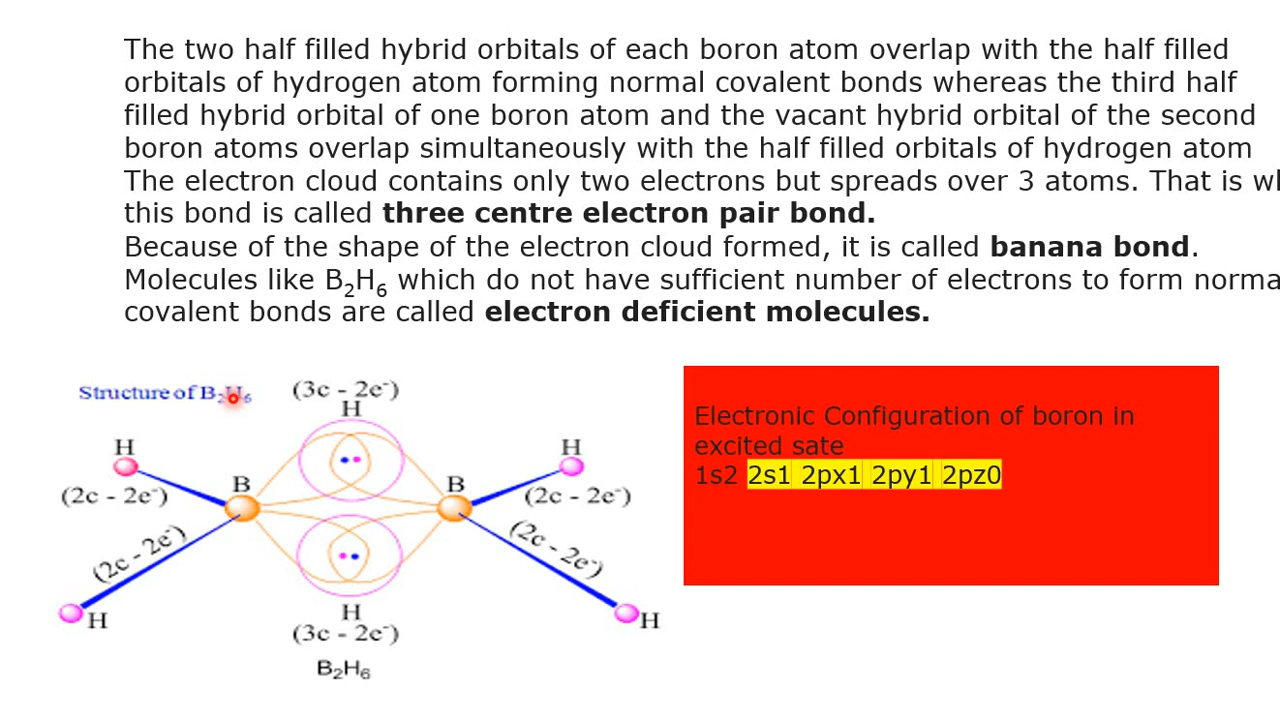 The two half filled hybrid orbitals of each boron atom overlap with the half filled
orbitals of hydrogen atom forming normal covalent bonds whereas the third half
filled hybrid orbital of one boron atom and the vacant hybrid orbital of the second
boron atoms overlap simultaneously with the half filled orbitals of hydrogen atom
The electron cloud contains only two electrons but spreads over 3 atoms. That is
this bond is called three centre electron pair bond.
Because of the shape of the electron cloud formed, it is called banana bond.
Molecules like B₂H₆ which do not have sufficient number of electrons to form norma
covalent bonds are called electron deficient molecules.
Structure of B₂H₆
(3c - 2e⁻)
H
H
H
(2c - 2e⁻)
B
B
(2c - 2e⁻)
(2c - 2e⁻)
(2c - 2e⁻)
H
H
H
(3c - 2e⁻)
B₂H₆
Electronic Configuration of boron in
excited sate
1s2 2s1 2px1 2py1 2pz0